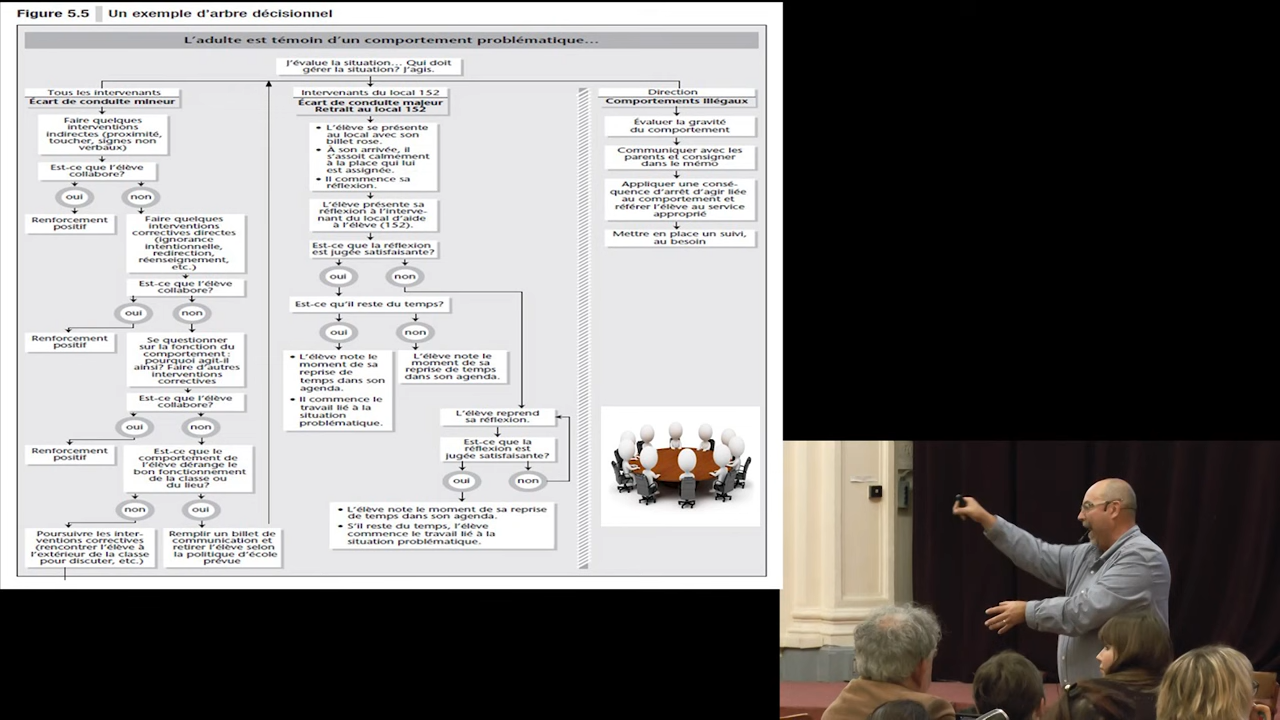 Figure 5.5 Un exemple d'arbre décisionnel
L'adulte est témoin d'un comportement problématique…
J'évalue la situation… Qui doit
gérer la situation? J'agis.
Tous les intervenants
Écart de conduite mineur
Faire quelques
interventions
indirectes (proximité,
toucher, signes non
verbaux)
Est-ce que l'élève
collabore?
oui
non
Renforcement
positif
Faire quelques
interventions
correctives directes
(ignorance
intentionnelle,
redirection,
réenseignement,
etc.)
Est-ce que l'élève
collabore?
oui
non
Renforcement
positif
Se questionner
sur la fonction du
comportement :
pourquoi agit-il
ainsi? Faire d'autres
interventions
correctives
Est-ce que l'élève
collabore?
oui
non
Renforcement
positif
Est-ce que le
comportement de
l'élève dérange le
bon fonctionnement
de la classe ou
du lieu?
non
oui
Poursuivre les inter-
ventions correctives
(rencontrer l'élève à
l'extérieur de la classe
pour discuter, etc.)
Remplir un billet de
communication et
retirer l'élève selon
la politique d'école
prévue
Intervenants du local 152
Écart de conduite majeur
Retrait au local 152
• L'élève se présente
au local avec son
billet rose.
• À son arrivée, il
s'assoit calmement
à la place qui lui
est assignée.
• Il commence sa
réflexion.
L'élève présente sa
réflexion à l'interve-
nant du local d'aide
à l'élève (152).
Est-ce que la réflexion
est jugée satisfaisante?
oui
non
Est-ce qu'il reste du temps?
oui
non
• L'élève note le
moment de sa
reprise de
temps dans son
agenda.
• Il commence le
travail lié à la
situation
problématique.
L'élève note le
moment de sa
reprise de temps
dans son agenda.
L'élève reprend
sa réflexion.
Est-ce que la
réflexion est
jugée satisfaisante?
oui
non
• L'élève note le moment de sa reprise
de temps dans son agenda.
• S'il reste du temps, l'élève
commence le travail lié à la
situation problématique.
Direction
Comportements illégaux
Évaluer la gravité
du comportement
Communiquer avec les
parents et consigner
dans le mémo
Appliquer une consé-
quence d'arrêt d'agir liée
au comportement et
référer l'élève au service
approprié
Mettre en place un suivi,
au besoin